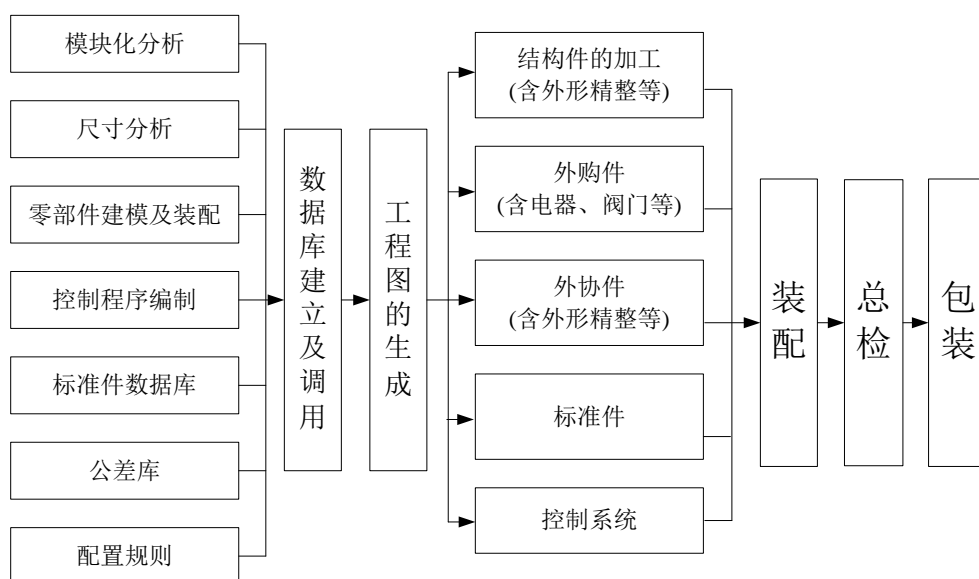 模块化分析
尺寸分析
零部件建模及装配
控制程序编制
标准件数据库
公差库
配置规则
数据库建立及调用
工程图的生成
结构件的加工
(含外形精整等)
外购件
(含电器、阀门等)
外协件
(含外形精整等)
标准件
控制系统
装配
总检
包装